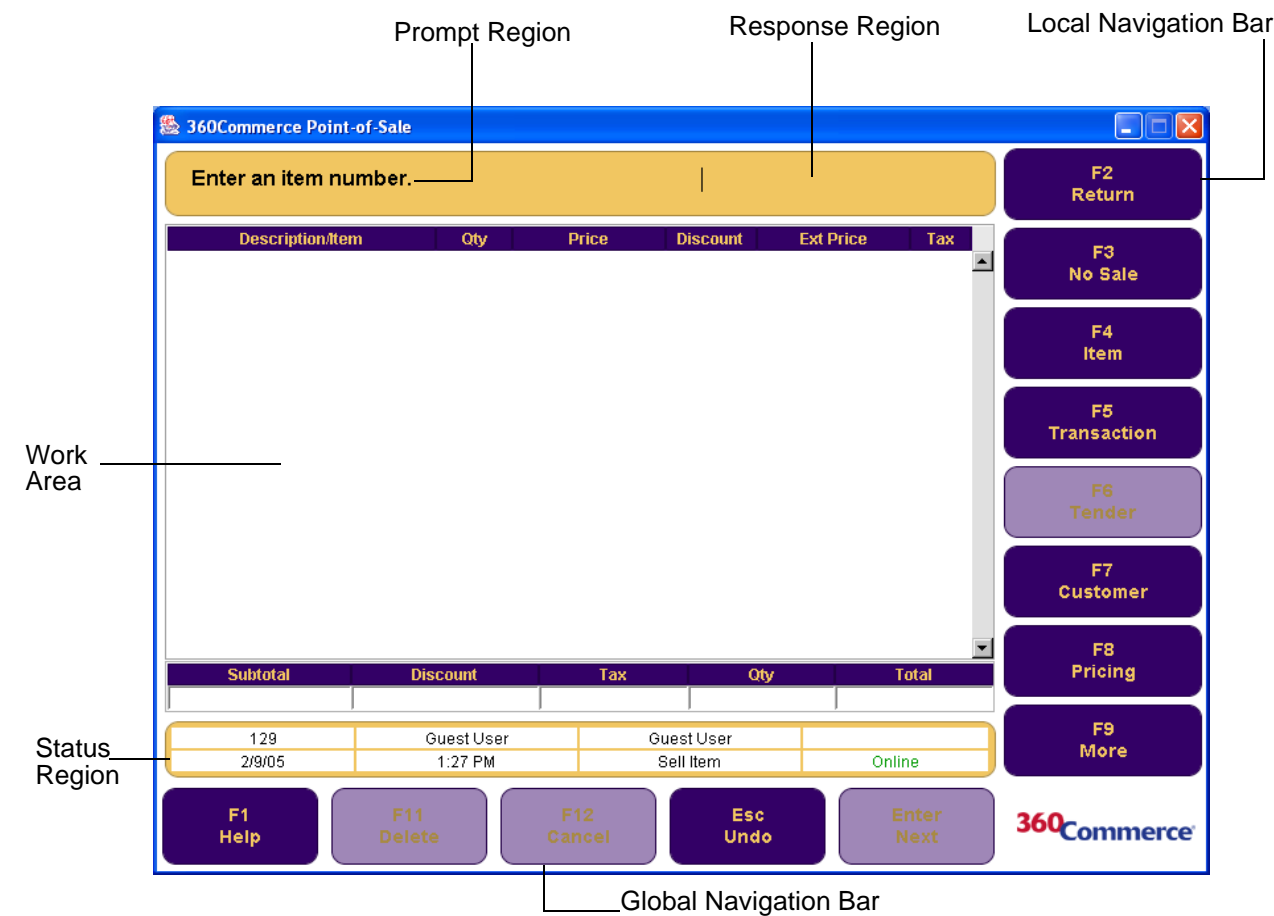 Prompt Region
Response Region
Local Navigation Bar
360Commerce Point-of-Sale
Enter an item number.
F2
Return
Description/Item Qty Price Discount Ext Price Tax
F3
No Sale
F4
Item
F5
Transaction
Work
Area
F6
Tender
F7
Customer
F8
Pricing
Subtotal Discount Tax Qty Total
F9
More
Status
Region
129 Guest User Guest User
2/9/05 1:27 PM Sell Item Online
F1
Help
F11
Delete
F12
Cancel
Esc
Undo
Enter
Next
360Commerce
Global Navigation Bar